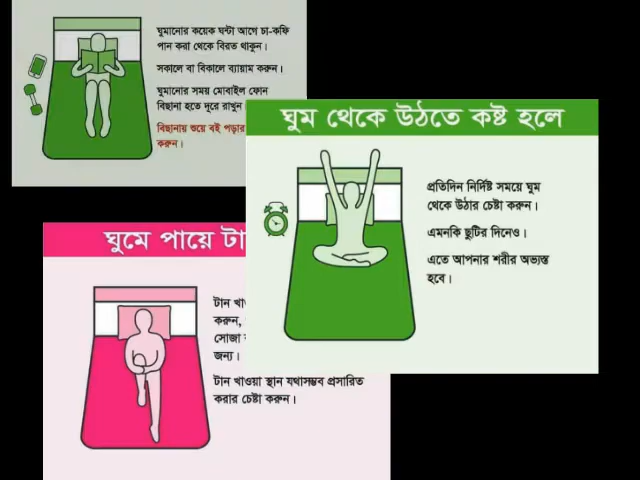 ঘুমানোর কয়েক ঘন্টা আগে চা-কফি
পান করা থেকে বিরত থাকুন।
সকালে বা বিকালে ব্যায়াম করুন।
ঘুমানোর সময় মোবাইল ফোন
বিছানা হতে দূরে রাখুন
বিছানায় শুয়ে বই পড়ার
করুন।
ঘুম থেকে উঠতে কষ্ট হলে
প্রতিদিন নির্দিষ্ট সময়ে ঘুম
থেকে উঠার চেষ্টা করুন।
এমনকি ছুটির দিনেও।
এতে আপনার শরীর অভ্যস্ত
হবে।
ঘুমে পায়ে
টান
করুন,
সোজা
জন্য।
টান খাওয়া স্থান যথাসম্ভব প্রসারিত
করার চেষ্টা করুন।